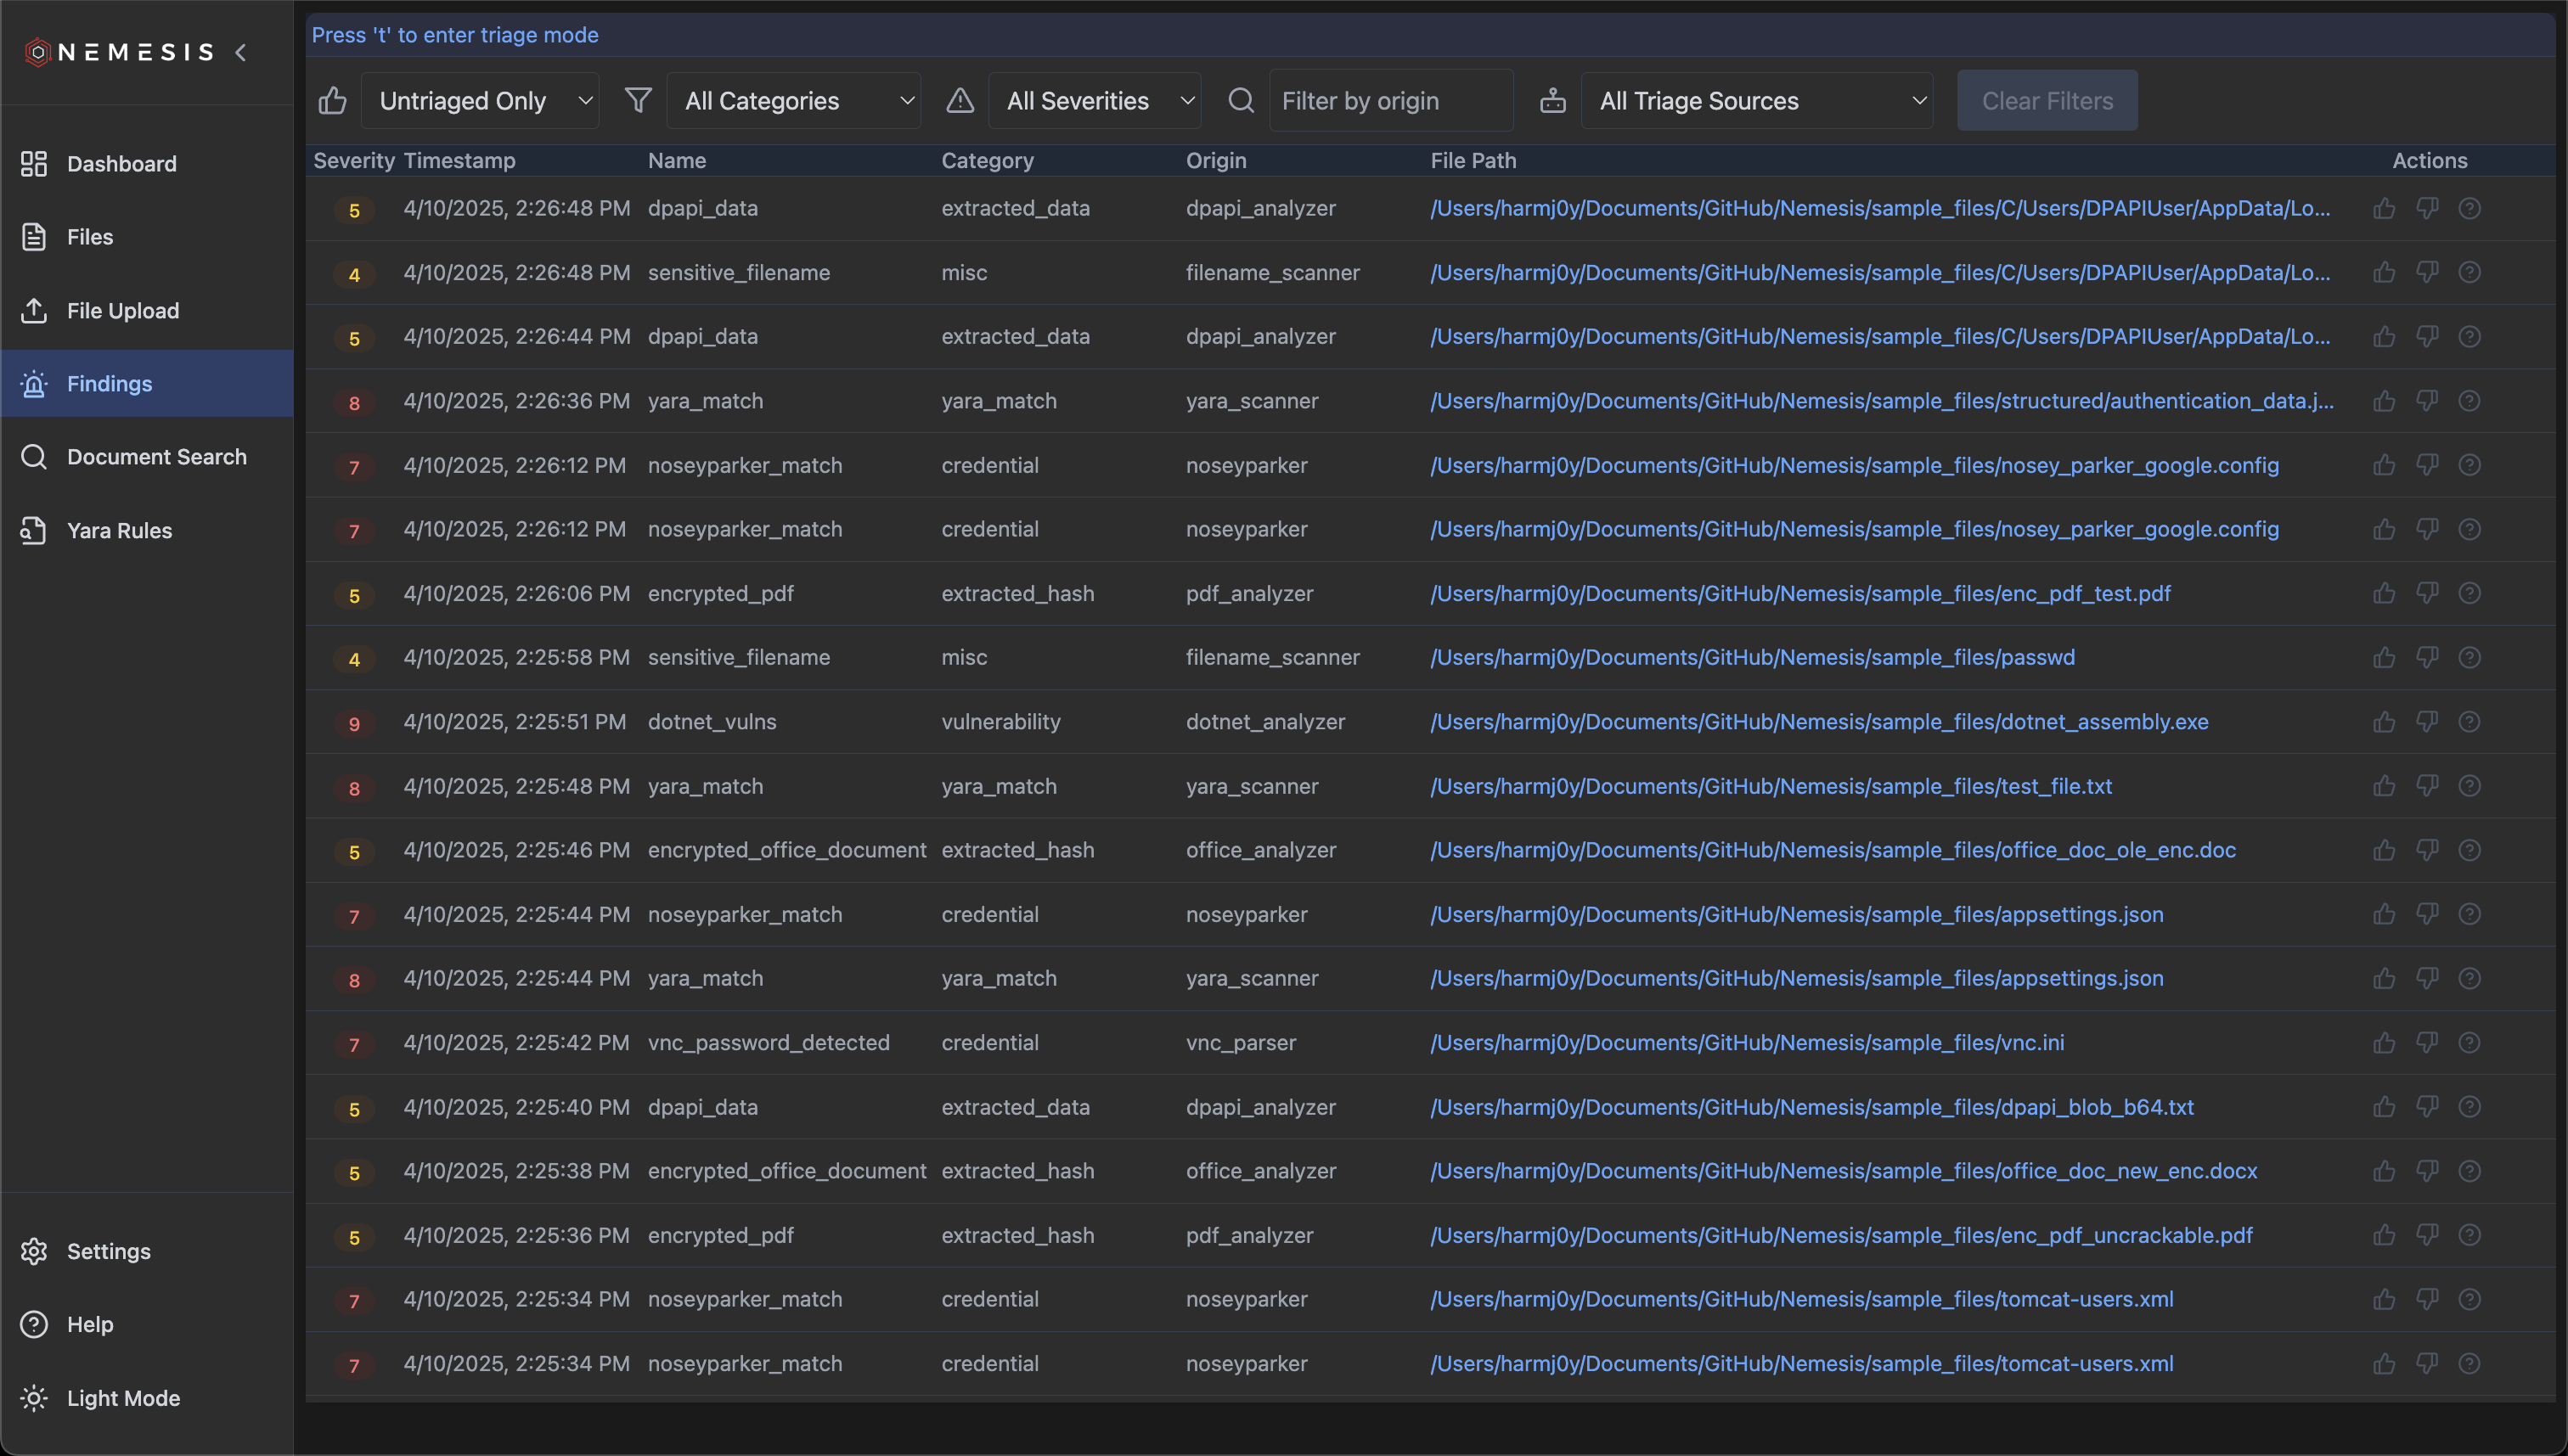 NEMESIS
Dashboard
Files
File Upload
Findings
Document Search
Yara Rules
Settings
Help
Light Mode
Press 't' to enter triage mode
Untriaged Only All Categories All Severities Filter by origin All Triage Sources Clear Filters
Severity Timestamp Name Category Origin File Path Actions
5 4/10/2025, 2:26:48 PM dpapi_data extracted_data dpapi_analyzer /Users/harmj0y/Documents/GitHub/Nemesis/sample_files/C/Users/DPAPIUser/AppData/Lo...
4 4/10/2025, 2:26:48 PM sensitive_filename misc filename_scanner /Users/harmj0y/Documents/GitHub/Nemesis/sample_files/C/Users/DPAPIUser/AppData/Lo...
5 4/10/2025, 2:26:44 PM dpapi_data extracted_data dpapi_analyzer /Users/harmj0y/Documents/GitHub/Nemesis/sample_files/C/Users/DPAPIUser/AppData/Lo...
8 4/10/2025, 2:26:36 PM yara_match yara_match yara_scanner /Users/harmj0y/Documents/GitHub/Nemesis/sample_files/structured/authentication_data.j...
7 4/10/2025, 2:26:12 PM noseyparker_match credential noseyparker /Users/harmj0y/Documents/GitHub/Nemesis/sample_files/nosey_parker_google.config
7 4/10/2025, 2:26:12 PM noseyparker_match credential noseyparker /Users/harmj0y/Documents/GitHub/Nemesis/sample_files/nosey_parker_google.config
5 4/10/2025, 2:26:06 PM encrypted_pdf extracted_hash pdf_analyzer /Users/harmj0y/Documents/GitHub/Nemesis/sample_files/enc_pdf_test.pdf
4 4/10/2025, 2:25:58 PM sensitive_filename misc filename_scanner /Users/harmj0y/Documents/GitHub/Nemesis/sample_files/passwd
9 4/10/2025, 2:25:51 PM dotnet_vulns vulnerability dotnet_analyzer /Users/harmj0y/Documents/GitHub/Nemesis/sample_files/dotnet_assembly.exe
8 4/10/2025, 2:25:48 PM yara_match yara_match yara_scanner /Users/harmj0y/Documents/GitHub/Nemesis/sample_files/test_file.txt
5 4/10/2025, 2:25:46 PM encrypted_office_document extracted_hash office_analyzer /Users/harmj0y/Documents/GitHub/Nemesis/sample_files/office_doc_ole_enc.doc
7 4/10/2025, 2:25:44 PM noseyparker_match credential noseyparker /Users/harmj0y/Documents/GitHub/Nemesis/sample_files/appsettings.json
8 4/10/2025, 2:25:44 PM yara_match yara_match yara_scanner /Users/harmj0y/Documents/GitHub/Nemesis/sample_files/appsettings.json
7 4/10/2025, 2:25:42 PM vnc_password_detected credential vnc_parser /Users/harmj0y/Documents/GitHub/Nemesis/sample_files/vnc.ini
5 4/10/2025, 2:25:40 PM dpapi_data extracted_data dpapi_analyzer /Users/harmj0y/Documents/GitHub/Nemesis/sample_files/dpapi_blob_b64.txt
5 4/10/2025, 2:25:38 PM encrypted_office_document extracted_hash office_analyzer /Users/harmj0y/Documents/GitHub/Nemesis/sample_files/office_doc_new_enc.docx
5 4/10/2025, 2:25:36 PM encrypted_pdf extracted_hash pdf_analyzer /Users/harmj0y/Documents/GitHub/Nemesis/sample_files/enc_pdf_uncrackable.pdf
7 4/10/2025, 2:25:34 PM noseyparker_match credential noseyparker /Users/harmj0y/Documents/GitHub/Nemesis/sample_files/tomcat-users.xml
7 4/10/2025, 2:25:34 PM noseyparker_match credential noseyparker /Users/harmj0y/Documents/GitHub/Nemesis/sample_files/tomcat-users.xml